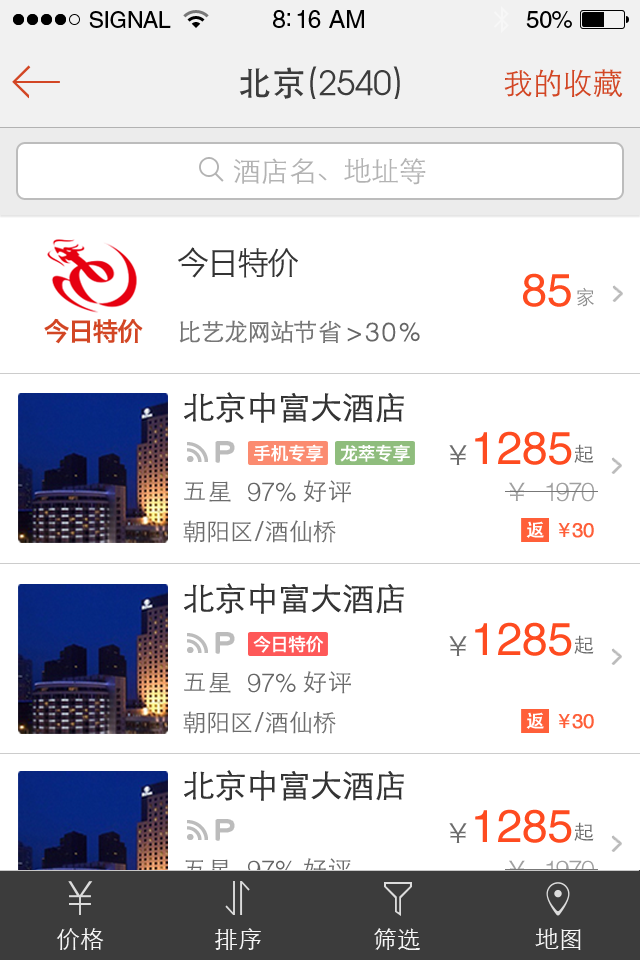 SIGNAL 8:16 AM 50%
北京(2540) 我的收藏
酒店名、地址等
今日特价
85家
今日特价
比艺龙网站节省>30%
北京中富大酒店
P 手机专享 龙萃专享 ¥1285起
五星 97% 好评 ¥ 1970
朝阳区/酒仙桥 返 ¥30
北京中富大酒店
P 今日特价 ¥1285起
五星 97% 好评
朝阳区/酒仙桥 返 ¥30
北京中富大酒店
P ¥1285起
五星 97% 好评 ¥ 1970
价格 排序 筛选 地图